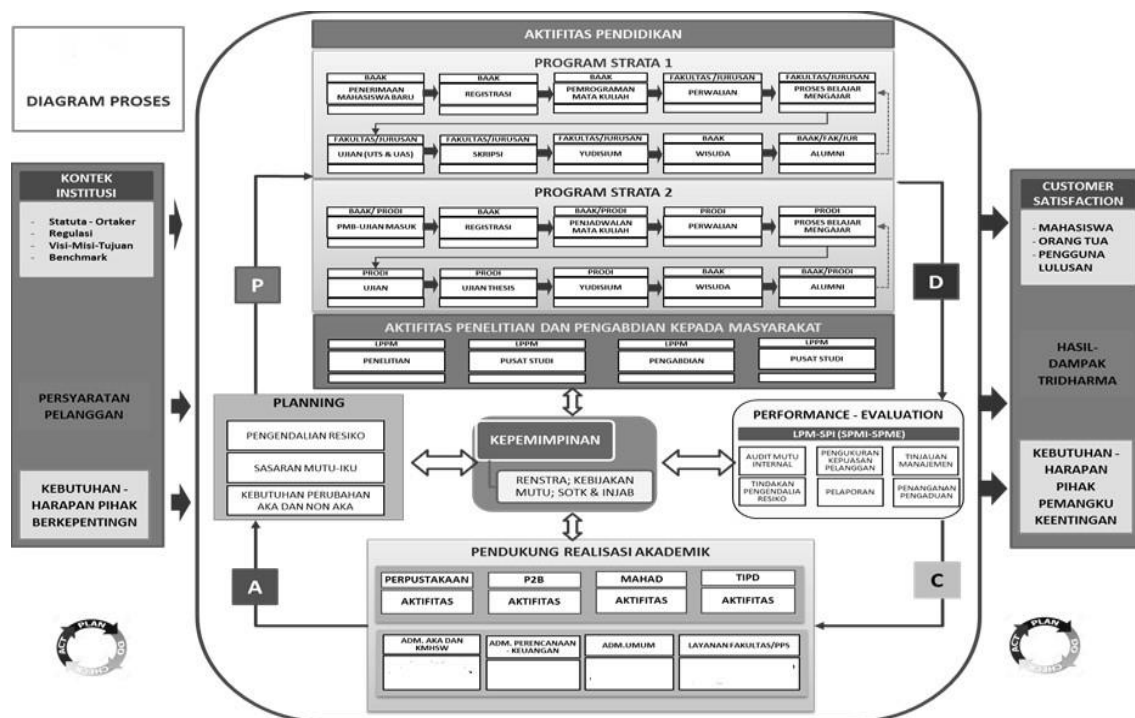 DIAGRAM PROSES
KONTEK
INSTITUSI
- Statuta - Ortaker
- Regulasi
- Visi-Misi-Tujuan
- Benchmark
PERSYARATAN
PELANGGAN
KEBUTUHAN -
HARAPAN PIHAK
BERKEPENTINGN
AKTIFITAS PENDIDIKAN
PROGRAM STRATA 1
BAAK
PENERIMAAN
MAHASISWA BARU
BAAK
REGISTRASI
BAAK
PEMROGRAMAN
MATA KULIAH
FAKULTAS /JURUSAN
PERWALIAN
FAKULTAS/JURUSAN
PROSES BELAJAR
MENGAJAR
FAKULTAS/JURUSAN
UJIAN (UTS & UAS)
FAKULTAS/JURUSAN
SKRIPSI
FAKULTAS/JURUSAN
YUDISIUM
BAAK
WISUDA
BAAK/FAK/JUR
ALUMNI
PROGRAM STRATA 2
BAAK/ PRODI
PMB-UJIAN MASUK
BAAK
REGISTRASI
BAAK/PRODI
PENJADWALAN
MATA KULIAH
PRODI
PERWALIAN
PRODI
PROSES BELAJAR
MENGAJAR
PRODI
UJIAN
PRODI
UJIAN THESIS
PRODI
YUDISIUM
BAAK
WISUDA
BAAK/PRODI
ALUMNI
AKTIFITAS PENELITIAN DAN PENGABDIAN KEPADA MASYARAKAT
LPPM
PENELITIAN
LPPM
PUSAT STUDI
LPPM
PENGABDIAN
LPPM
PUSAT STUDI
P
D
A
C
PLANNING
PENGENDALIAN RESIKO
SASARAN MUTU-IKU
KEBUTUHAN PERUBAHAN
AKA DAN NON AKA
KEPEMIMPINAN
RENSTRA; KEBIJAKAN
MUTU; SOTK & INJAB
PERFORMANCE - EVALUATION
LPM-SPI (SPMI-SPME)
AUDIT MUTU
INTERNAL
PENGUKURAN
KEPUASAN
PELANGGAN
TINJAUAN
MANAJEMEN
TINDAKAN
PENGENDALIA
RESIKO
PELAPORAN
PENANGANAN
PENGADUAN
PENDUKUNG REALISASI AKADEMIK
PERPUSTAKAAN
AKTIFITAS
P2B
AKTIFITAS
MAHAD
AKTIFITAS
TIPD
AKTIFITAS
ADM. AKA DAN
KMHSW
ADM. PERENCANAAN
- KEUANGAN
ADM.UMUM
LAYANAN FAKULTAS/PPS
CUSTOMER
SATISFACTION
- MAHASISWA
- ORANG TUA
- PENGGUNA
LULUSAN
HASIL-
DAMPAK
TRIDHARMA
KEBUTUHAN -
HARAPAN
PIHAK
PEMANGKU
KEENTINGAN
PLAN
DO
CHECK
ACT
PLAN
DO
CHECK
ACT